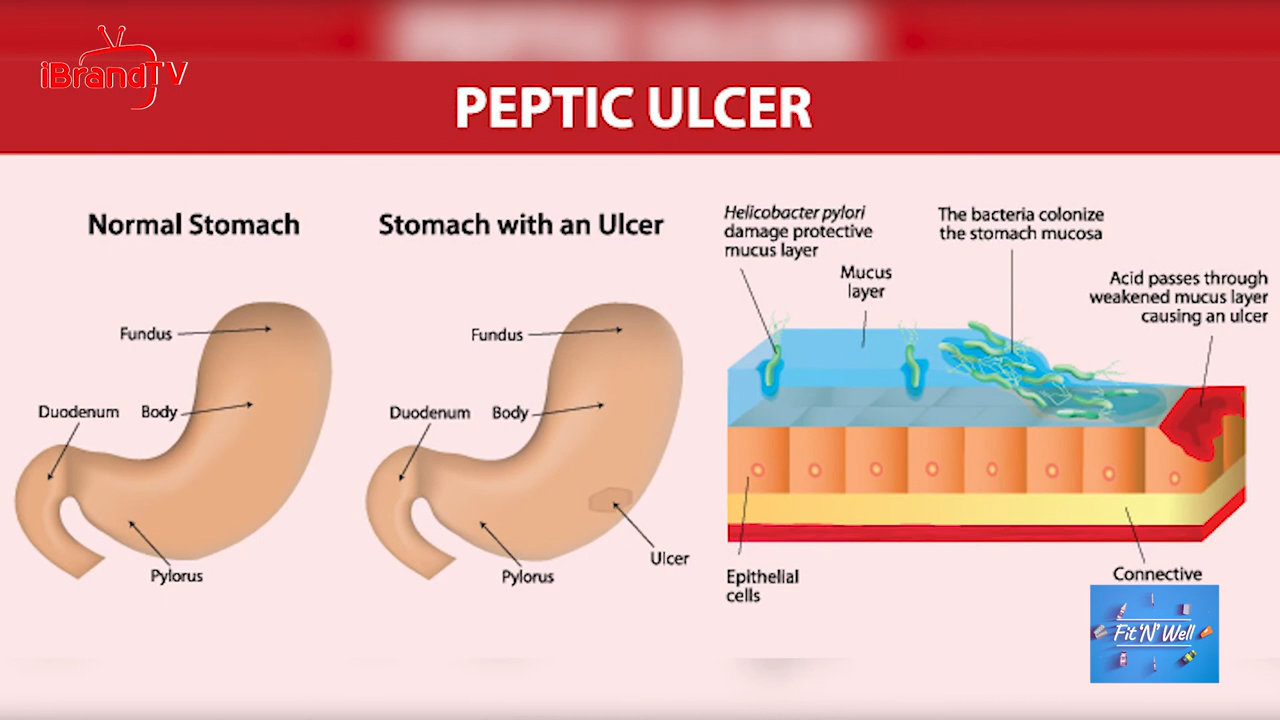 iBrandTV
PEPTIC ULCER
Normal Stomach
Fundus
Duodenum
Body
Pylorus
Stomach with an Ulcer
Fundus
Duodenum
Body
Ulcer
Pylorus
Helicobacter pylori
damage protective
mucus layer
Mucus
layer
The bacteria colonize
the stomach mucosa
Acid passes through
weakened mucus layer
causing an ulcer
Epithelial
cells
Connective
Fit 'N' Well